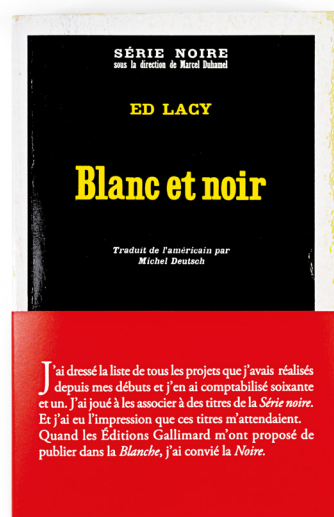 SÉRIE NOIRE
sous la direction de Marcel Duhamel
ED LACY
Blanc et noir
Traduit de l'américain par
Michel Deutsch
J'ai dressé la liste de tous les projets que j'avais réalisés
depuis mes débuts et j'en ai comptabilisé soixante
et un. J'ai joué à les associer à des titres de la Série noire.
Et j'ai eu l'impression que ces titres m'attendaient.
Quand les Éditions Gallimard m'ont proposé de
publier dans la Blanche, j'ai convié la Noire.